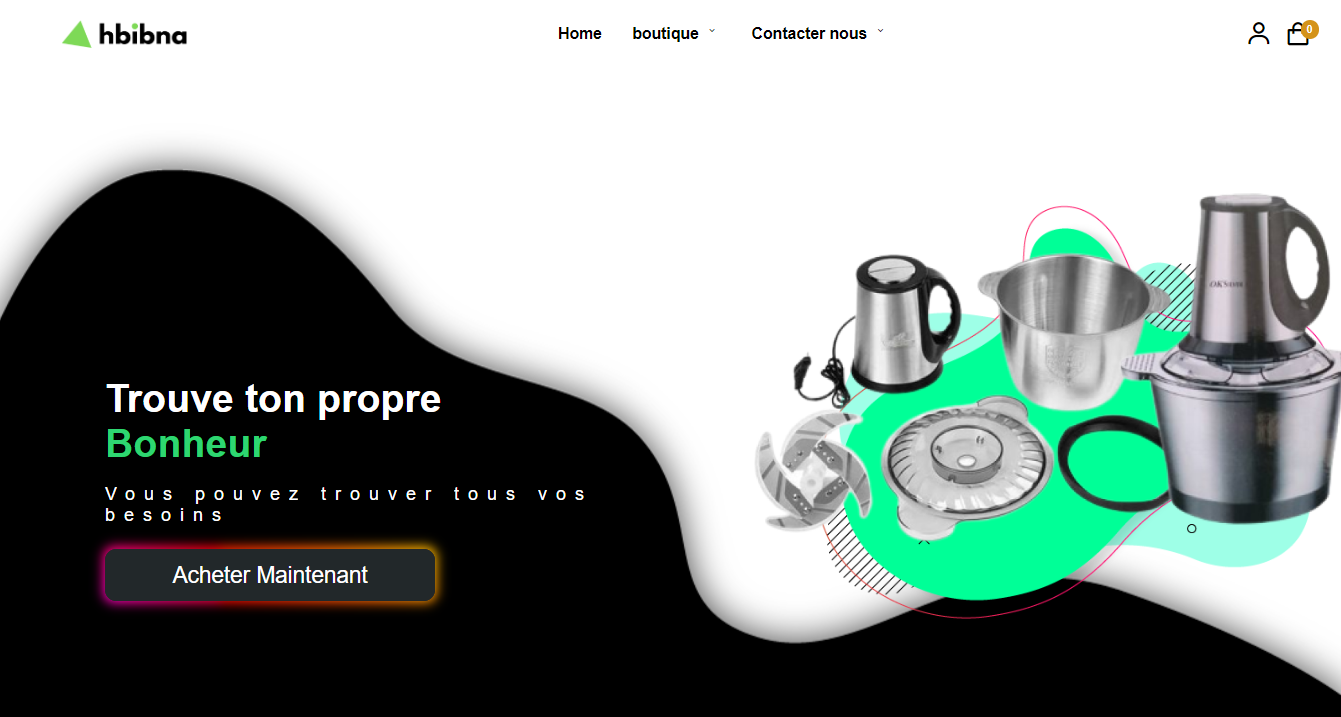 hbibna
Home
boutique
Contacter nous
0
Trouve ton propre
Bonheur
Vous pouvez trouver tous vos
besoins
Acheter Maintenant